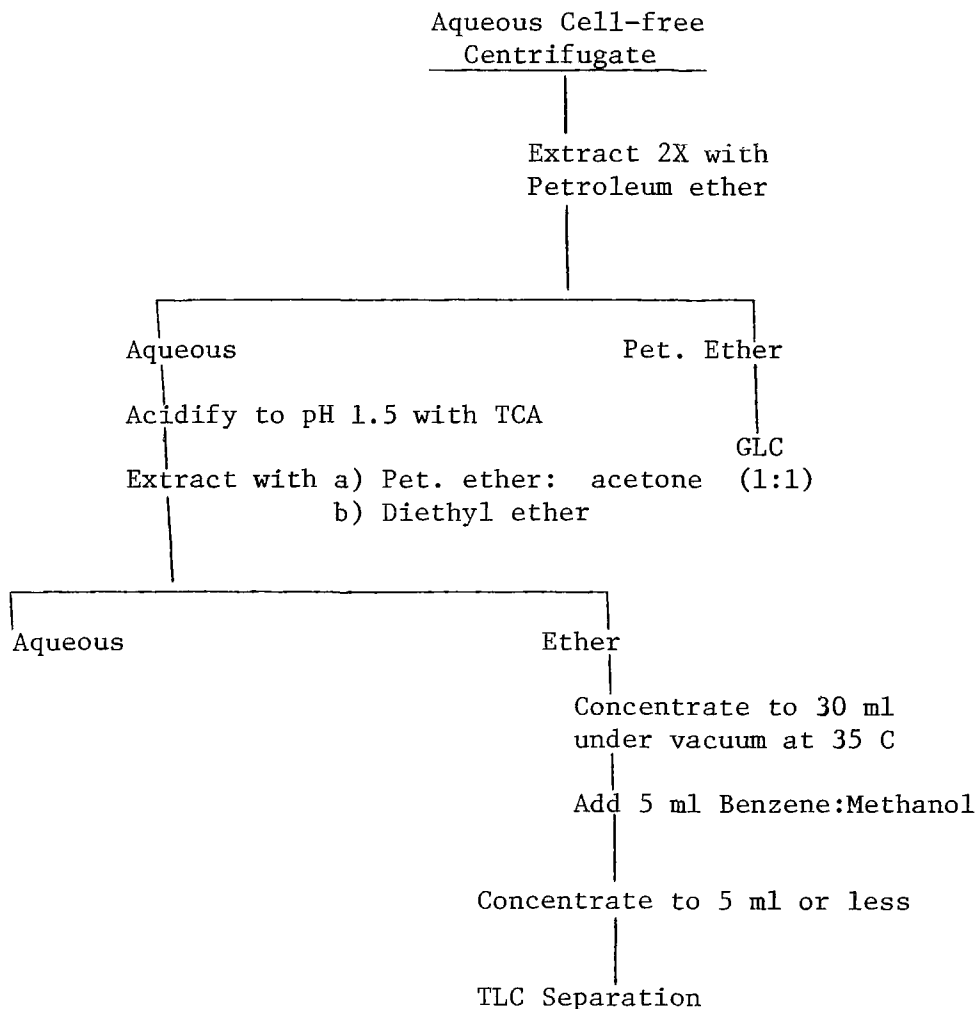 Aqueous Cell-free
Centrifugate
Extract 2X with
Petroleum ether
Aqueous
Pet. Ether
Acidify to pH 1.5 with TCA
GLC
Extract with a) Pet. ether: acetone (1:1)
b) Diethyl ether
Aqueous
Ether
Concentrate to 30 ml
under vacuum at 35 C
Add 5 ml Benzene:Methanol
Concentrate to 5 ml or less
TLC Separation